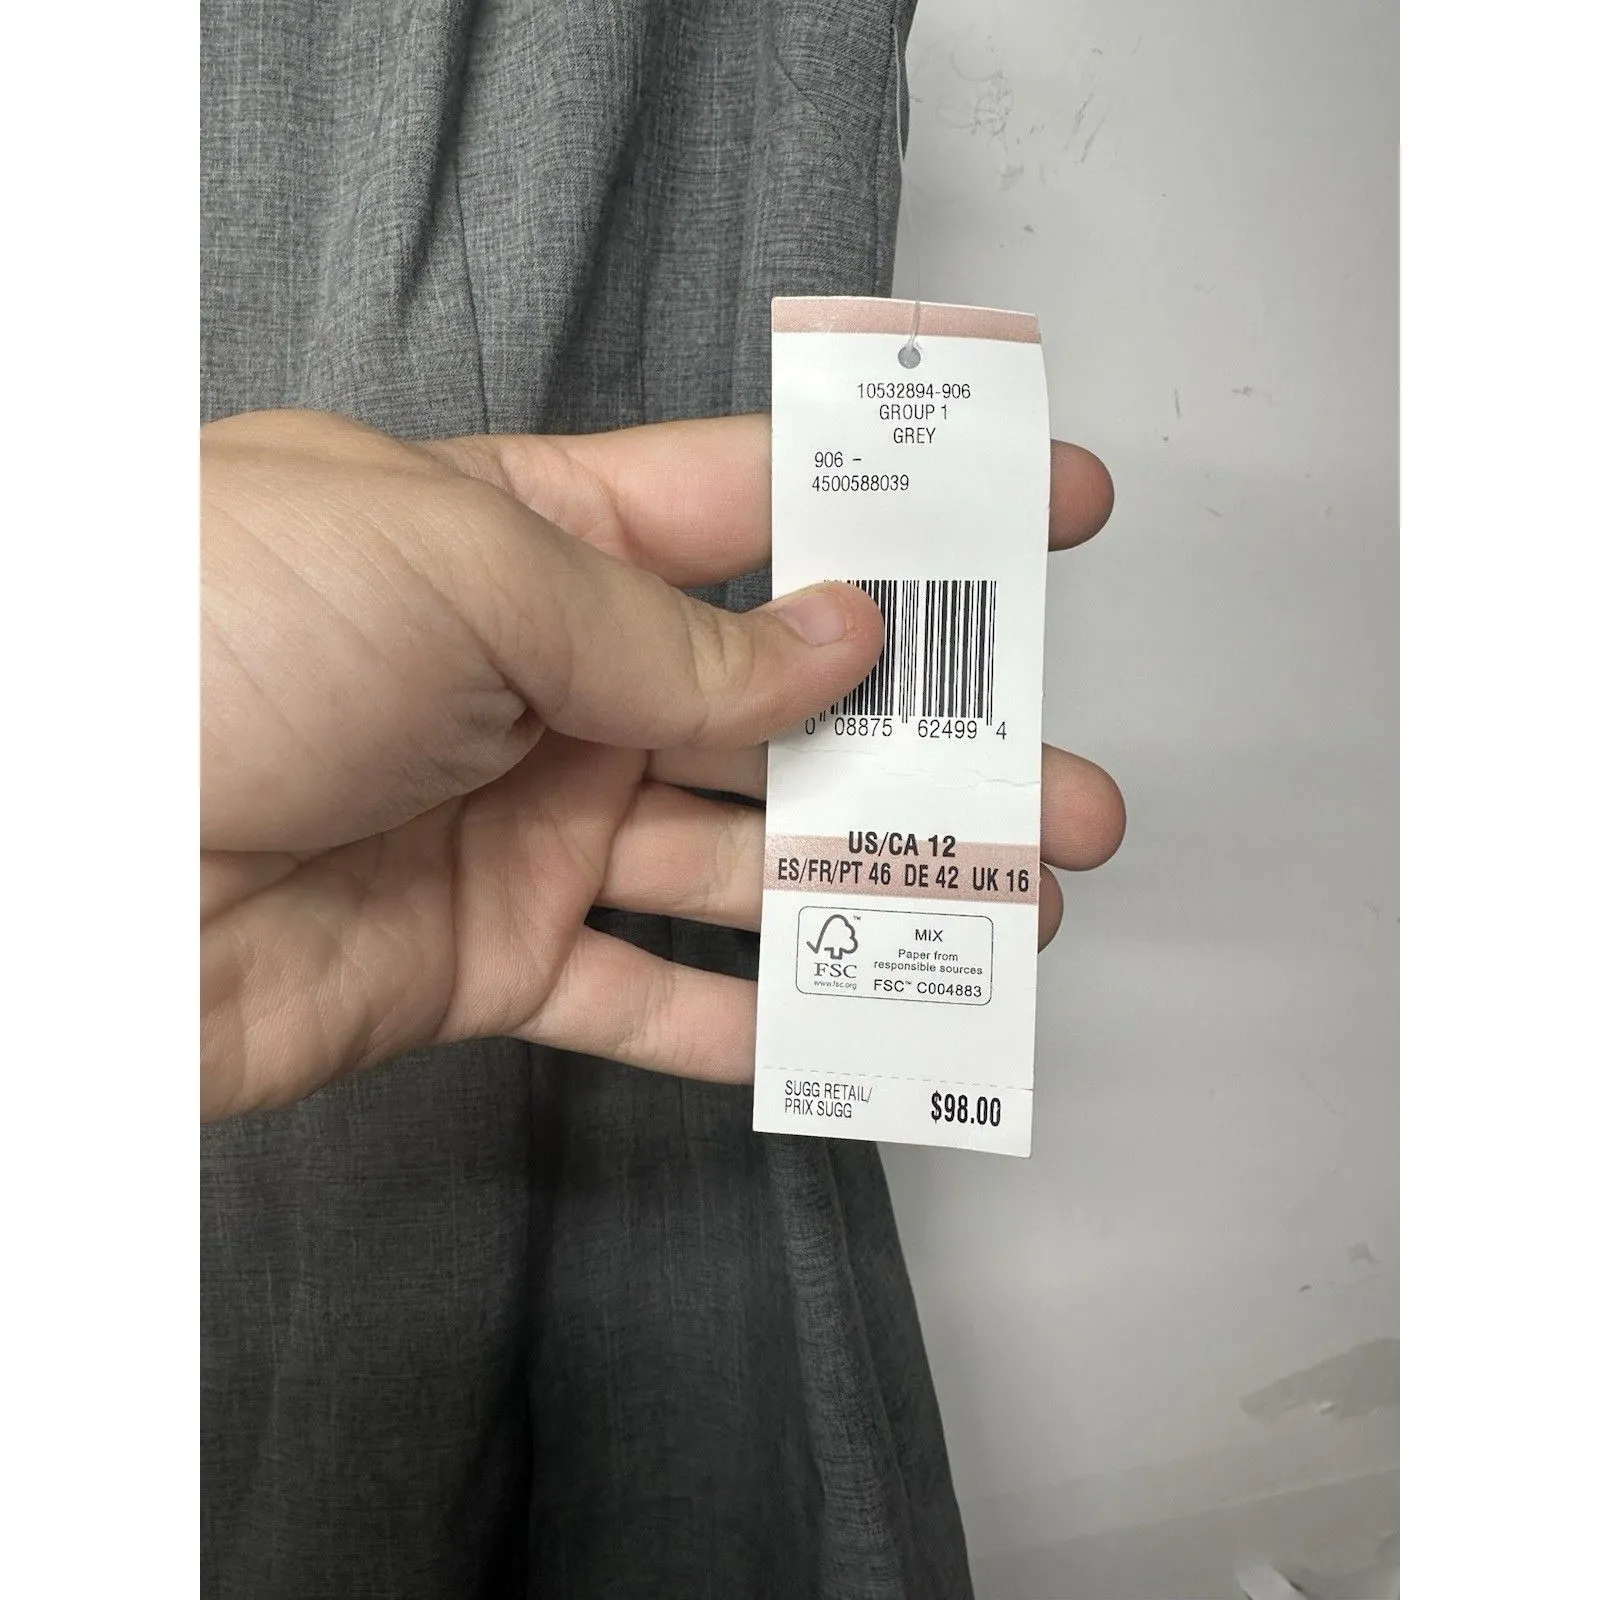 10532894-906
GROUP 1
GREY
906 -
4500588039
0 08875 62499 4
US/CA 12
ES/FR/PT 46 DE 42 UK 16
FSC
www.fsc.org
MIX
Paper from
responsible sources
FSC™ C004883
SUGG RETAIL/
PRIX SUGG
$98.00